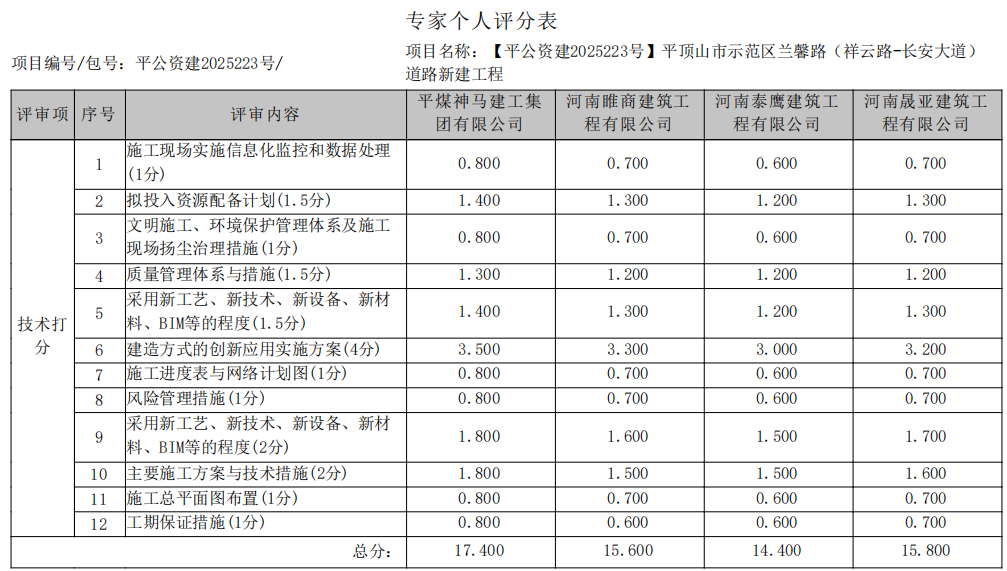 专家个人评分表
项目编号/包号: 平公资建2025223号/
项目名称: 【平公资建2025223号】平顶山市示范区兰馨路（祥云路-长安大道）
道路新建工程
评审项 序号 评审内容 平煤神马建工集 河南睢商建筑工 河南泰鹰建筑工 河南晟亚建筑工
团有限公司 程有限公司 程有限公司 程有限公司
技术打
分
1 施工现场实施信息化监控和数据处理
(1分) 0.800 0.700 0.600 0.700
2 拟投入资源配备计划(1.5分) 1.400 1.300 1.200 1.300
3 文明施工、环境保护管理体系及施工
现场扬尘治理措施(1分) 0.800 0.700 0.600 0.700
4 质量管理体系与措施(1.5分) 1.300 1.200 1.200 1.200
5 采用新工艺、新技术、新设备、新材
料、BIM等的程度(1.5分) 1.400 1.300 1.200 1.300
6 建造方式的创新应用实施方案(4分) 3.500 3.300 3.000 3.200
7 施工进度表与网络计划图(1分) 0.800 0.700 0.600 0.700
8 风险管理措施(1分) 0.800 0.700 0.600 0.700
9 采用新工艺、新技术、新设备、新材
料、BIM等的程度(2分) 1.800 1.600 1.500 1.700
10 主要施工方案与技术措施(2分) 1.800 1.500 1.500 1.600
11 施工总平面图布置(1分) 0.800 0.700 0.600 0.700
12 工期保证措施(1分) 0.800 0.600 0.600 0.700
总分: 17.400 15.600 14.400 15.800